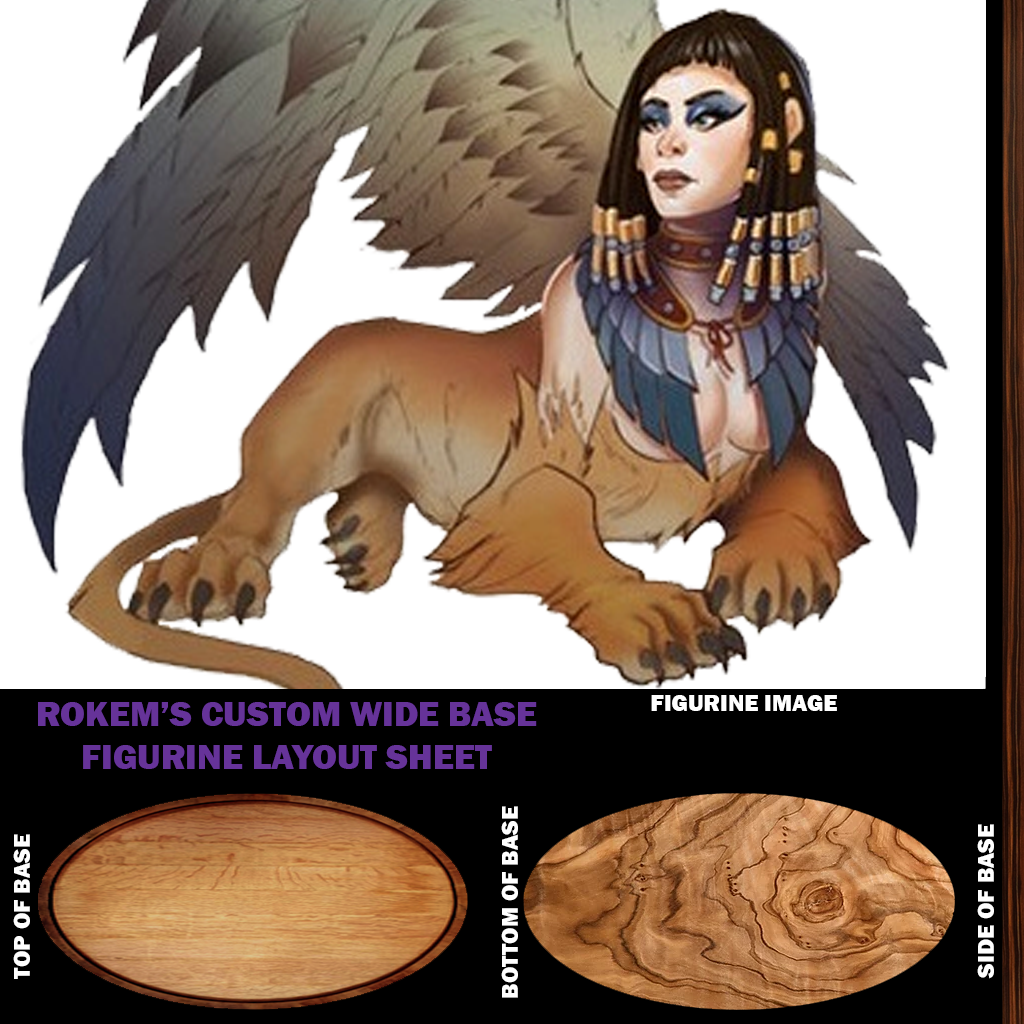 FIGURINE IMAGE
ROKEM'S CUSTOM WIDE BASE
FIGURINE LAYOUT SHEET
TOP OF BASE
BOTTOM OF BASE
SIDE OF BASE